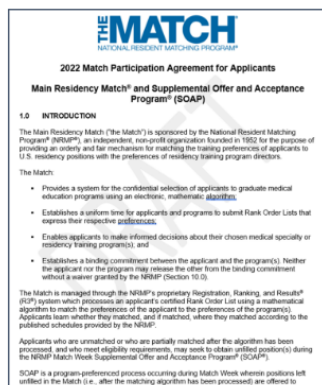 THE MATCH
NATIONAL RESIDENT MATCHING PROGRAM®
2022 Match Participation Agreement for Applicants
Main Residency Match® and Supplemental Offer and Acceptance
Program® (SOAP)
1.0 INTRODUCTION
The Main Residency Match ("the Match") is sponsored by the National Resident Matching
Program® (NRMP®), an independent, non-profit organization founded in 1952 for the purpose of
providing an orderly and fair mechanism for matching the training preferences of applicants to
U.S. residency positions with the preferences of residency training program directors.
The Match:
• Provides a system for the confidential selection of applicants to graduate medical
education programs using an electronic, mathematic algorithm;
• Establishes a uniform time for applicants and programs to submit Rank Order Lists that
express their respective preferences;
• Enables applicants to make informed decisions about their chosen medical specialty or
residency training program(s); and
• Establishes a binding commitment between the applicant and the program(s). Neither
the applicant nor the program may release the other from the binding commitment
without a waiver granted by the NRMP (Section 10.0).
The Match is managed through the NRMP's proprietary Registration, Ranking, and Results®
(R3®) system which processes an applicant's certified Rank Order List using a mathematical
algorithm to match the preferences of the applicant to the preferences of the program(s).
Applicants learn whether they matched, and if matched, where they matched according to the
published schedules provided by the NRMP.
Applicants who are unmatched or who are partially matched after the algorithm has been
processed, and who meet eligibility requirements, may seek to obtain unfilled position(s) during
the NRMP Match Week Supplemental Offer and Acceptance Program® (SOAP®).
SOAP is a program-preferenced process occurring during Match Week wherein positions left
unfilled in the Match (i.e., after the matching algorithm has been processed) are offered to
DRAFT